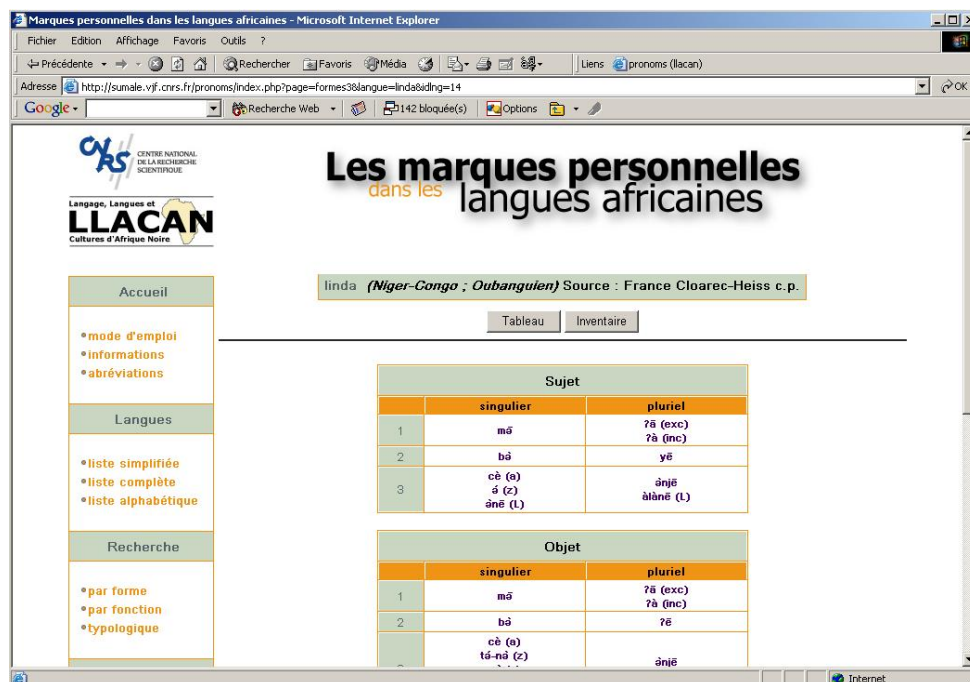 Marques personnelles dans les langues africaines - Microsoft Internet Explorer
Fichier Edition Affichage Favoris Outils ?
Précédente Rechercher Favoris Média Liens pronoms (llacan)
Adresse http://sumale.vjf.cnrs.fr/pronoms/index.php?page=formes3&langue=linda&idlng=14 OK
Google Recherche Web 142 bloquée(s) Options
CNRS
CENTRE NATIONAL
DE LA RECHERCHE
SCIENTIFIQUE
Langage, Langues et
LLACAN
Cultures d'Afrique Noire
Les marques personnelles
dans les langues africaines
linda (Niger-Congo ; Oubanguien) Source : France Cloarec-Heiss c.p.
Tableau Inventaire
Accueil
mode d'emploi
informations
abréviations
Langues
liste simplifiée
liste complète
liste alphabétique
Recherche
par forme
par fonction
typologique
Sujet
singulier pluriel
1 mə̄ ʔā (exc)
ʔà (inc)
2 bə̀ yē
3 cè (a)
ə́ (z)
ə̀nē (L)
ə̀njē
àlànē (L)
Objet
singulier pluriel
1 mə̄ ʔā (exc)
ʔà (inc)
2 bə̀ ʔē
cè (a)
tə́-nə̀ (z)
ə̀njē
Internet